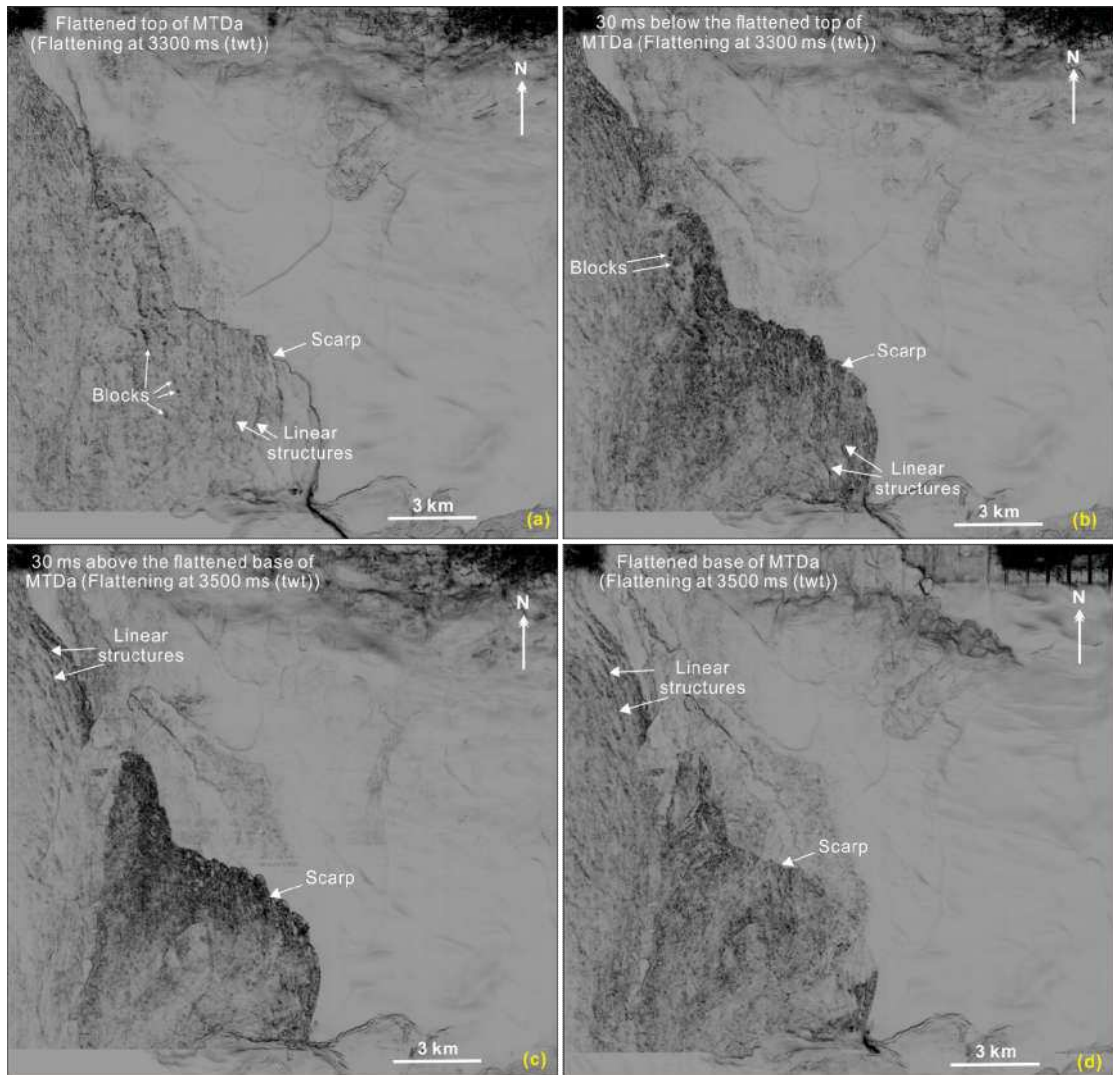 Flattened top of MTDa
(Flattening at 3300 ms (twt))
N
Scarp
Blocks
Linear
structures
3 km
(a)
30 ms below the flattened top of
MTDa (Flattening at 3300 ms (twt))
N
Blocks
Scarp
Linear
structures
3 km
(b)
30 ms above the flattened base of
MTDa (Flattening at 3500 ms (twt))
N
Linear
structures
Scarp
3 km
(c)
Flattened base of MTDa
(Flattening at 3500 ms (twt))
N
Linear
structures
Scarp
3 km
(d)